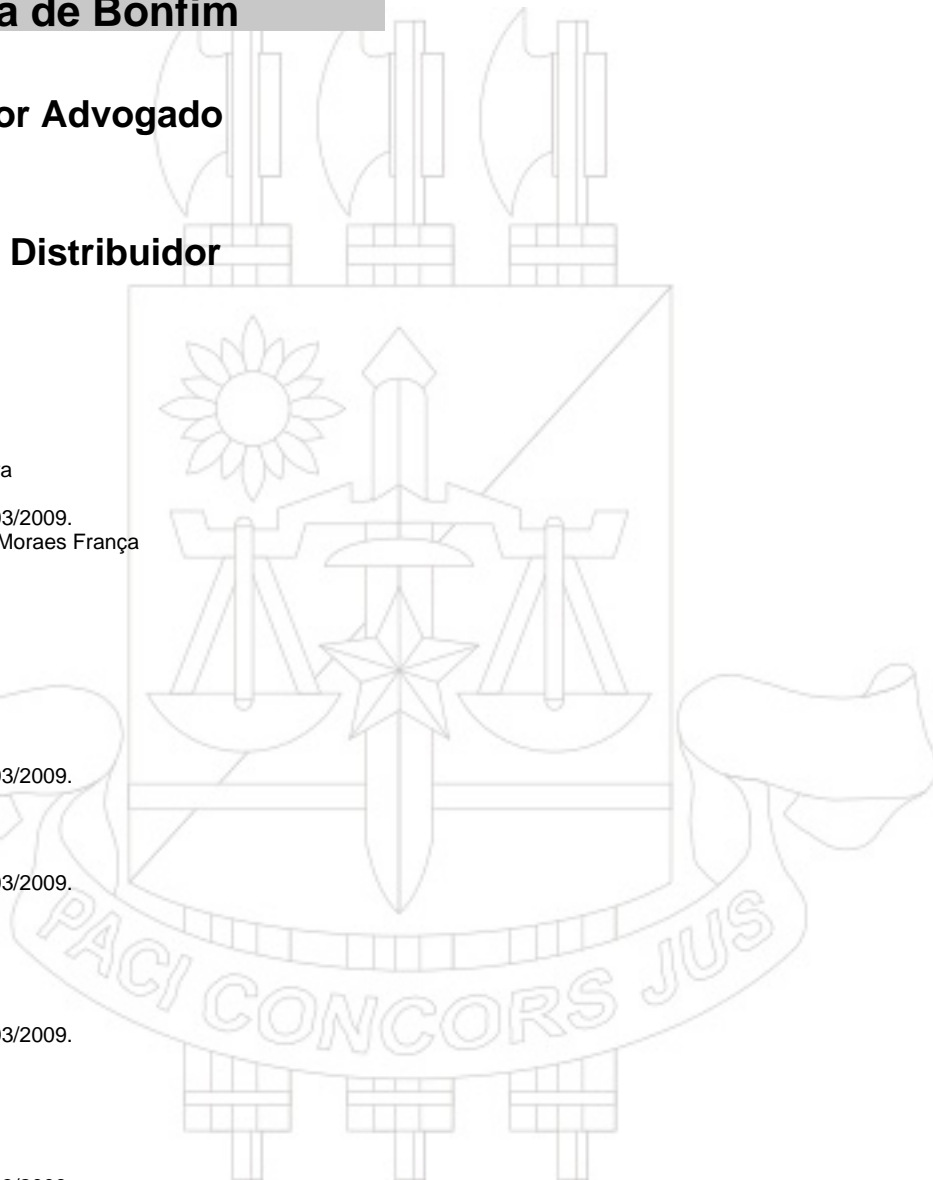 a de Bonfim
or Advogado
Distribuidor
a
03/2009.
Moraes França
03/2009.
03/2009.
PACI CONCORS JUS
03/2009.